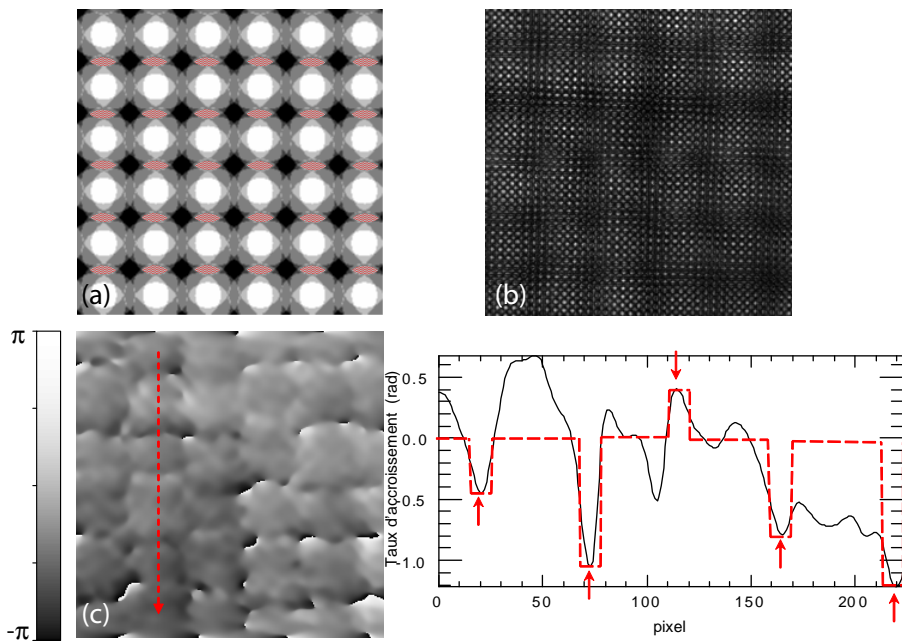 (a)
(b)
π
-π
(c)
Taux d'accroissement (rad)
0.5
0.0
0.5
-1.0
0
50
100
150
200
pixel